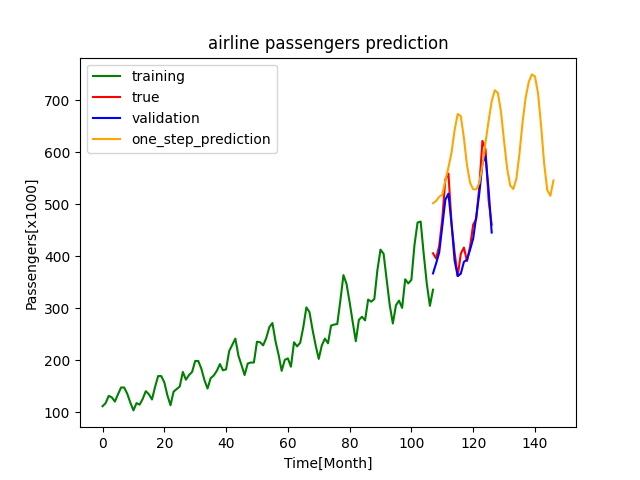 airline passengers prediction
training
true
validation
one_step_prediction
Passengers[x1000]
700
600
500
400
300
200
100
0 20 40 60 80 100 120 140
Time[Month]